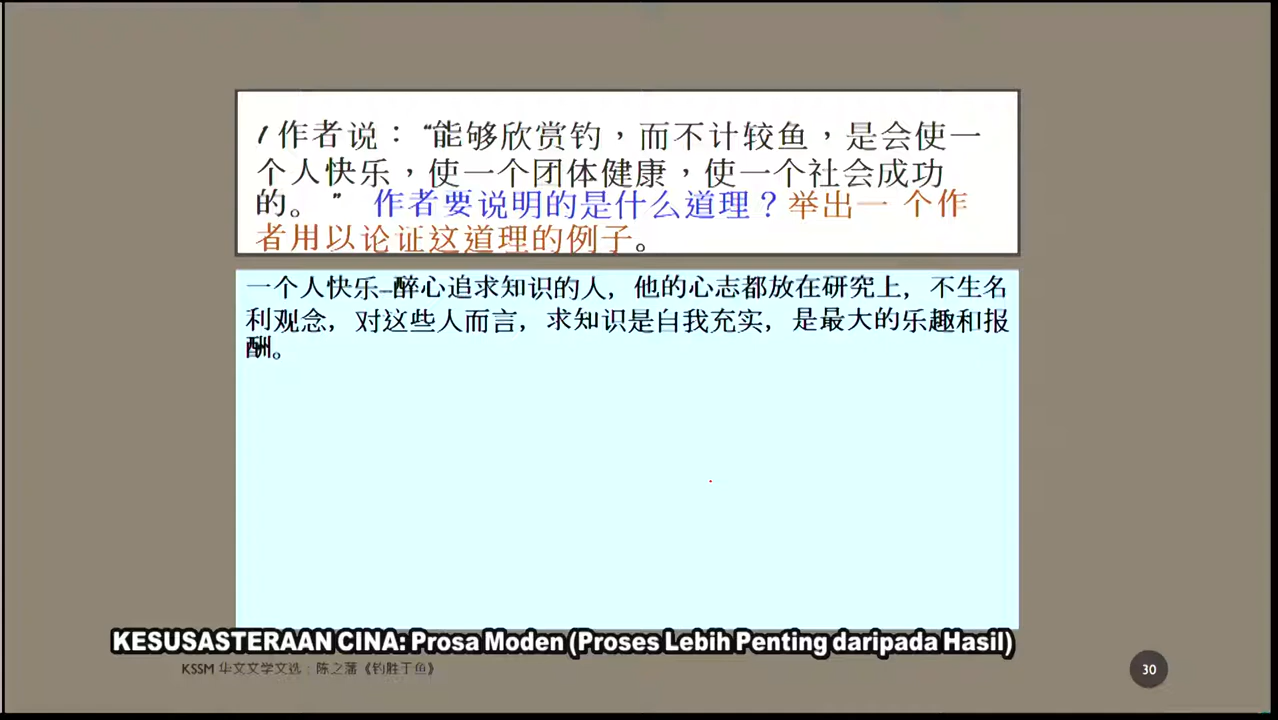 1 作者说：“能够欣赏钓，而不计较鱼，是会使一
个人快乐，使一个团体健康，使一个社会成功
的。” 作者要说明的是什么道理？举出一 个作
者用以论证这道理的例子。
一个人快乐–醉心追求知识的人，他的心志都放在研究上，不生名
利观念，对这些人而言，求知识是自我充实，是最大的乐趣和报
酬。
KESUSASTERAAN CINA: Prosa Moden (Proses Lebih Penting daripada Hasil)
KSSM 华文文学文选：陈之藩《钓胜于鱼》
30